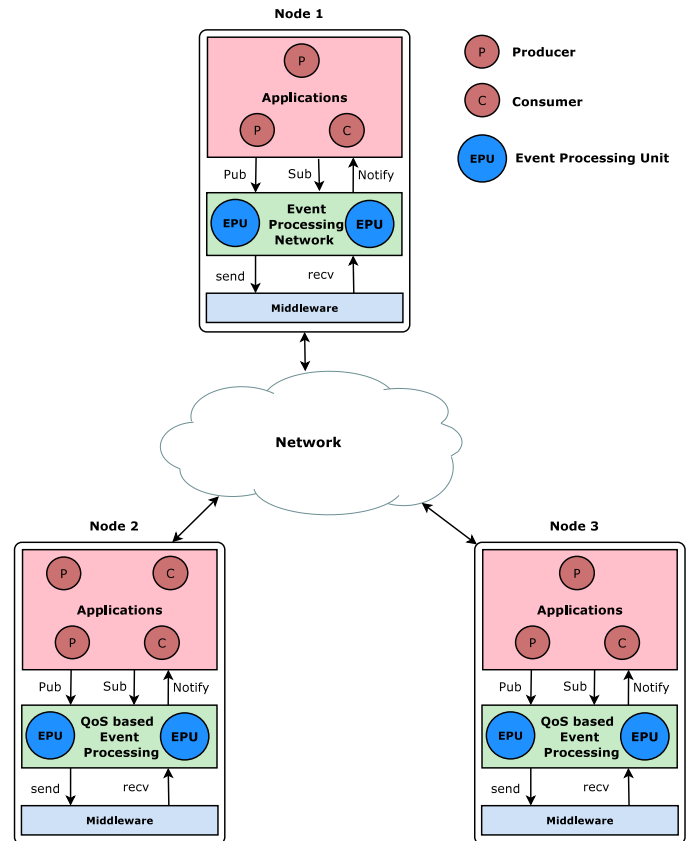 Node 1
P
Applications
P
C
Pub
Sub
Notify
EPU
Event
Processing
Network
EPU
send
recv
Middleware
P
Producer
C
Consumer
EPU
Event Processing Unit
Network
Node 2
P
C
Applications
P
C
Pub
Sub
Notify
EPU
QoS based
Event
Processing
EPU
send
recv
Middleware
Node 3
P
Applications
P
C
Pub
Sub
Notify
EPU
QoS based
Event
Processing
EPU
send
recv
Middleware